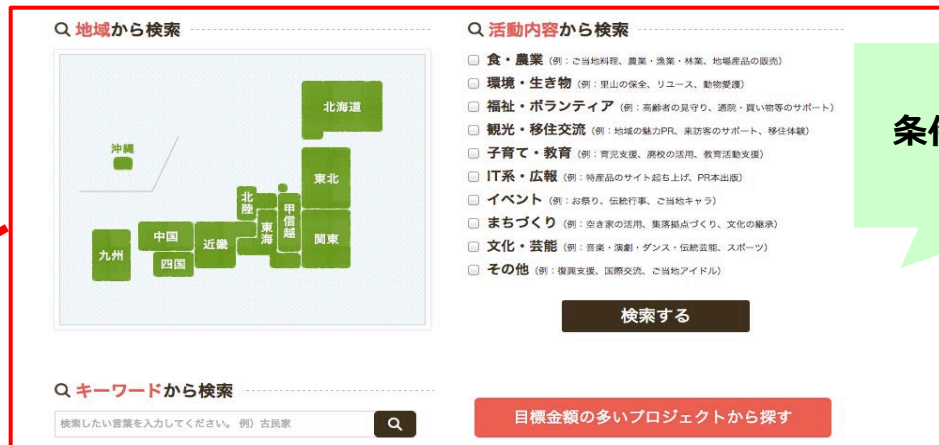 地域から検索
北海道
沖縄
東北
北陸
甲信越
東海
関東
中国
近畿
九州
四国
活動内容から検索
食・農業 (例：ご当地料理、農業・漁業・林業、地場産品の販売)
環境・生き物 (例：里山の保全、リユース、動物愛護)
福祉・ボランティア (例：高齢者の見守り、通院・買い物等のサポート)
観光・移住交流 (例：地域の魅力PR、来訪客のサポート、移住体験)
子育て・教育 (例：育児支援、廃校の活用、教育活動支援)
IT系・広報 (例：特産品のサイト起ち上げ、PR本出版)
イベント (例：お祭り、伝統行事、ご当地キャラ)
まちづくり (例：空き家の活用、集落拠点づくり、文化の継承)
文化・芸能 (例：音楽・演劇・ダンス・伝統芸能、スポーツ)
その他 (例：復興支援、国際交流、ご当地アイドル)
検索する
キーワードから検索
検索したい言葉を入力してください。 例）古民家
目標金額の多いプロジェクトから探す
条